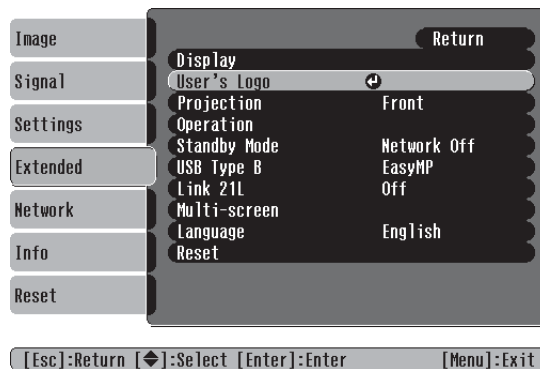 Image
Signal
Settings
Extended
Network
Info
Reset
Return
Display
User's Logo
Projection Front
Operation
Standby Mode Network Off
USB Type B EasyMP
Link 21L Off
Multi-screen
Language English
Reset
[Esc]:Return [◆]:Select [Enter]:Enter [Menu]:Exit